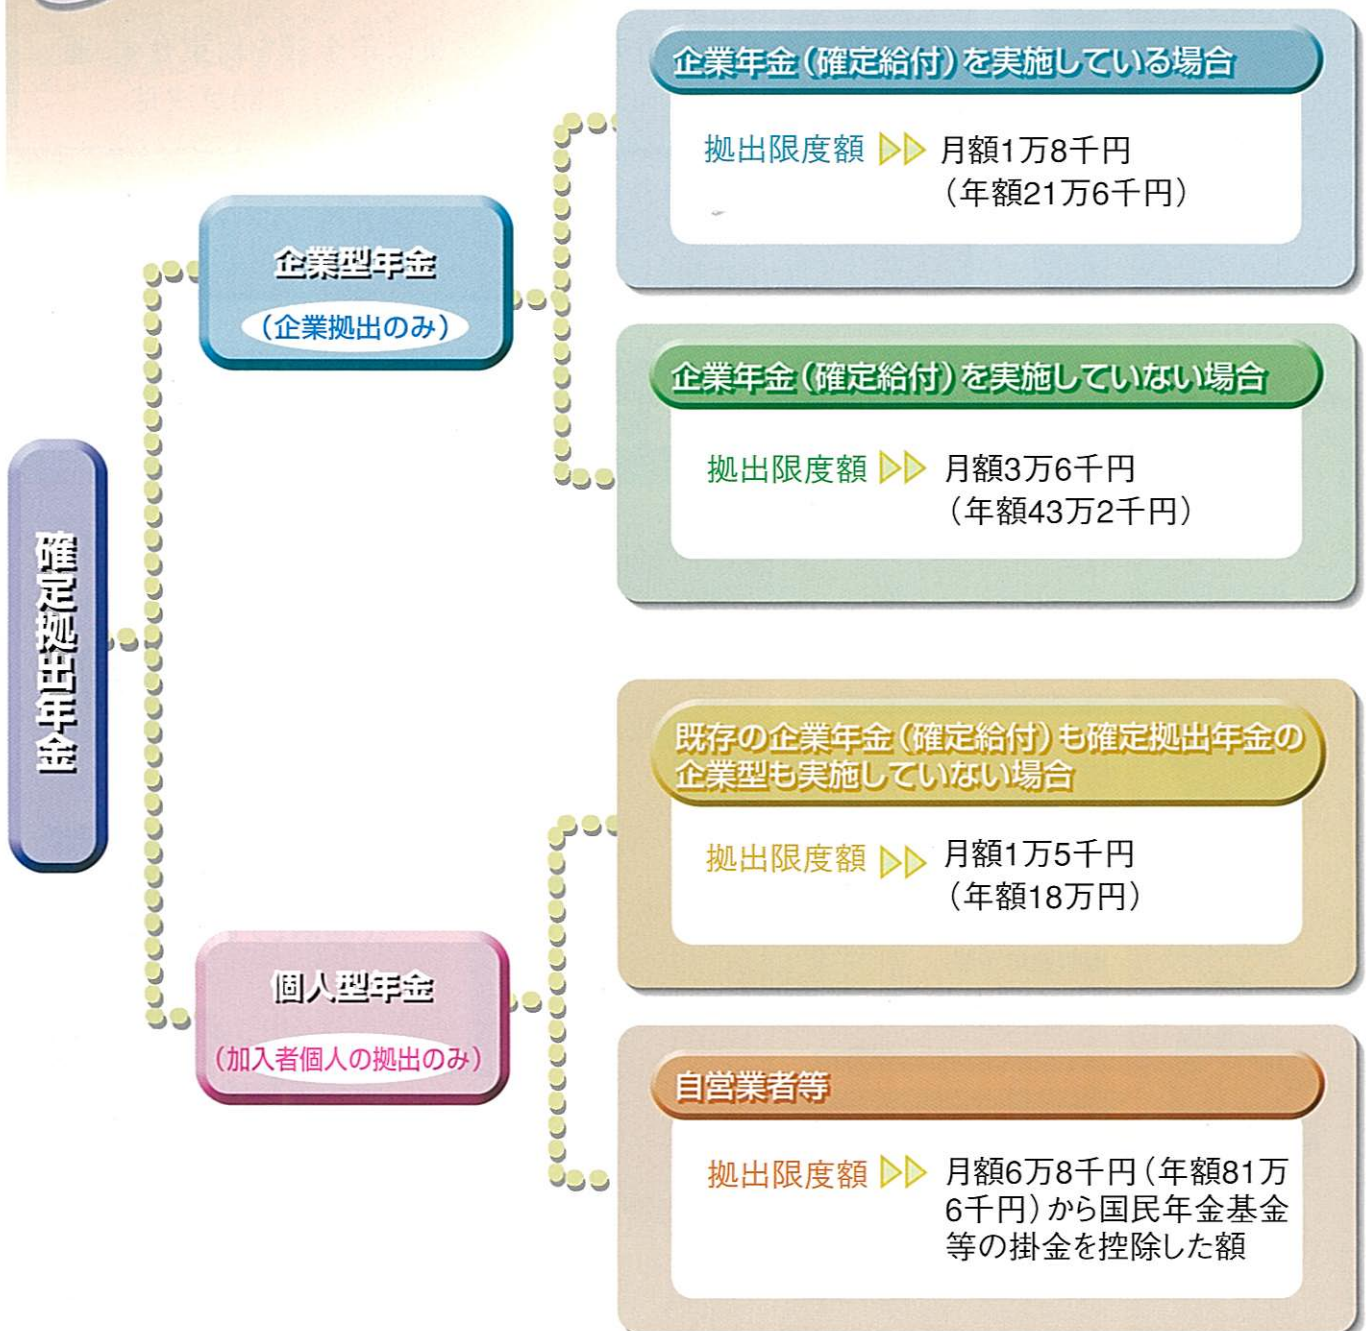 確定拠出年金
企業型年金
(企業拠出のみ)
企業年金(確定給付)を実施している場合
拠出限度額 月額1万8千円
(年額21万6千円)
企業年金(確定給付)を実施していない場合
拠出限度額 月額3万6千円
(年額43万2千円)
個人型年金
(加入者個人の拠出のみ)
既存の企業年金(確定給付)も確定拠出年金の
企業型も実施していない場合
拠出限度額 月額1万5千円
(年額18万円)
自営業者等
拠出限度額 月額6万8千円(年額81万
6千円)から国民年金基金
等の掛金を控除した額